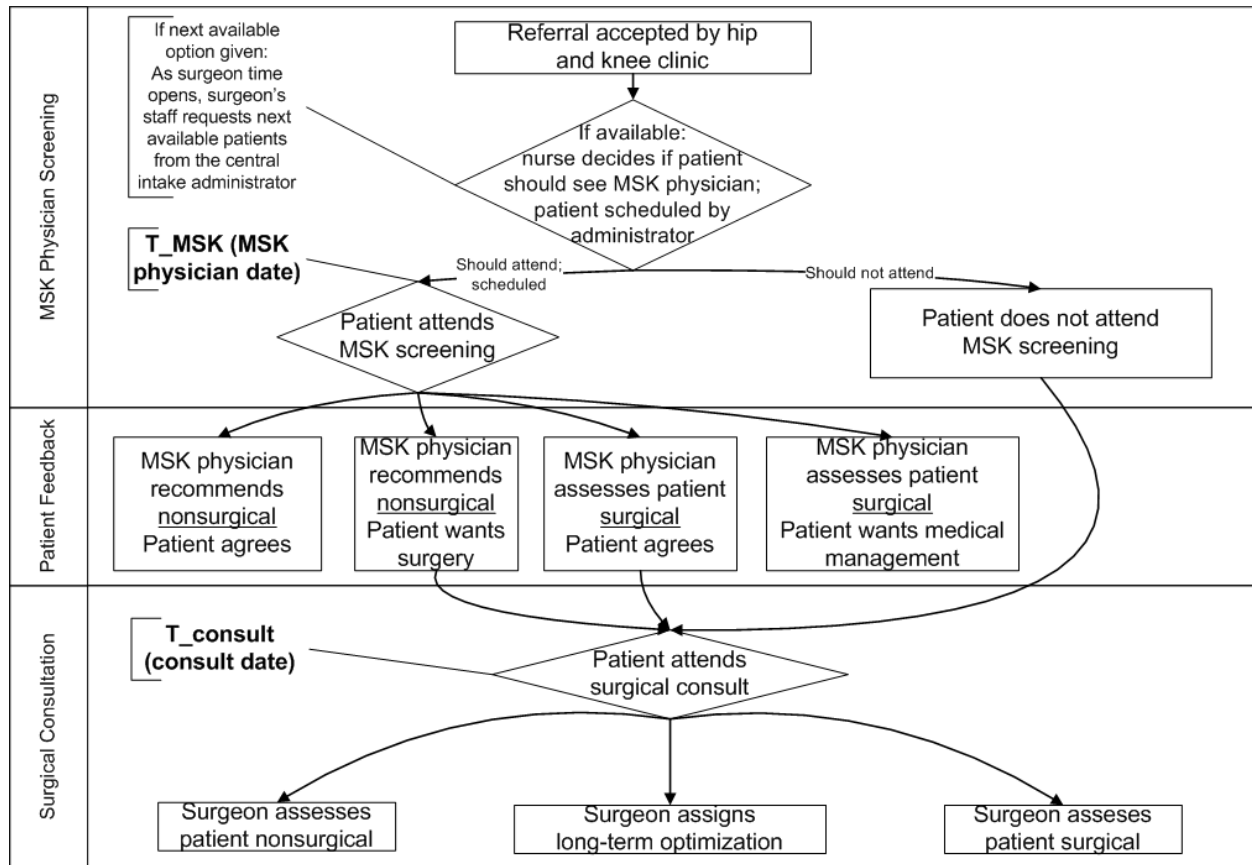 MSK Physician Screening
If next available
option given:
As surgeon time
opens, surgeon's
staff requests next
available patients
from the central
intake administrator
Referral accepted by hip
and knee clinic
If available:
nurse decides if patient
should see MSK physician;
patient scheduled by
administrator
T_MSK (MSK
physician date)
Should attend;
scheduled
Should not attend
Patient attends
MSK screening
Patient does not attend
MSK screening
Patient Feedback
MSK physician
recommends
nonsurgical
Patient agrees
MSK physician
recommends
nonsurgical
Patient wants
surgery
MSK physician
assesses patient
surgical
Patient agrees
MSK physician
assesses patient
surgical
Patient wants medical
management
Surgical Consultation
T_consult
(consult date)
Patient attends
surgical consult
Surgeon assesses
patient nonsurgical
Surgeon assigns
long-term optimization
Surgeon asseses
patient surgical